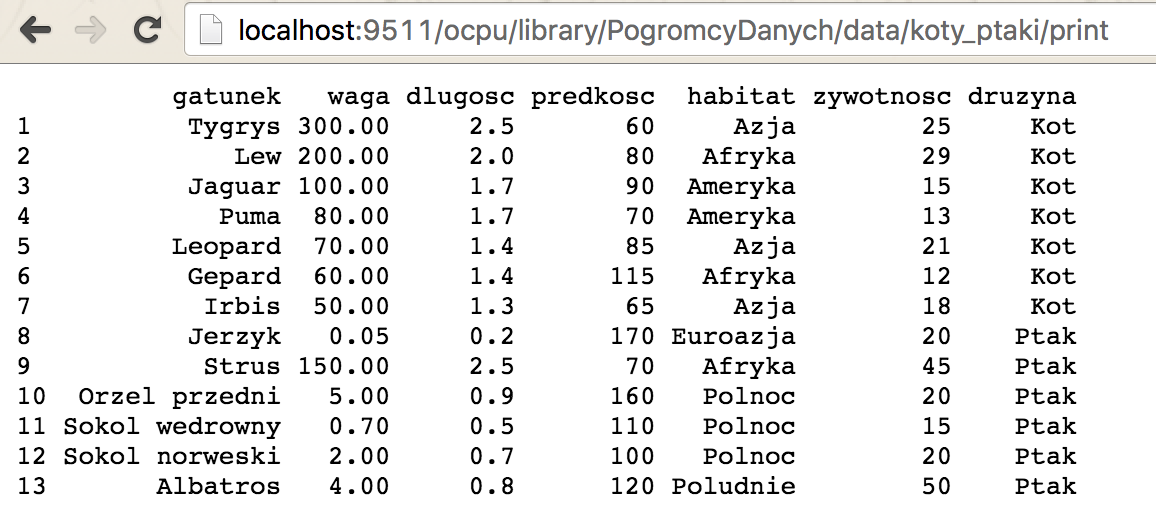 localhost:9511/ocpu/library/PogromcyDanych/data/koty_ptaki/print
gatunek waga dlugosc predkosc habitat zywotnosc druzyna
1 Tygrys 300.00 2.5 60 Azja 25 Kot
2 Lew 200.00 2.0 80 Afryka 29 Kot
3 Jaguar 100.00 1.7 90 Ameryka 15 Kot
4 Puma 80.00 1.7 70 Ameryka 13 Kot
5 Leopard 70.00 1.4 85 Azja 21 Kot
6 Gepard 60.00 1.4 115 Afryka 12 Kot
7 Irbis 50.00 1.3 65 Azja 18 Kot
8 Jerzyk 0.05 0.2 170 Euroazja 20 Ptak
9 Strus 150.00 2.5 70 Afryka 45 Ptak
10 Orzel przedni 5.00 0.9 160 Polnoc 20 Ptak
11 Sokol wedrowny 0.70 0.5 110 Polnoc 15 Ptak
12 Sokol norweski 2.00 0.7 100 Polnoc 20 Ptak
13 Albatros 4.00 0.8 120 Poludnie 50 Ptak